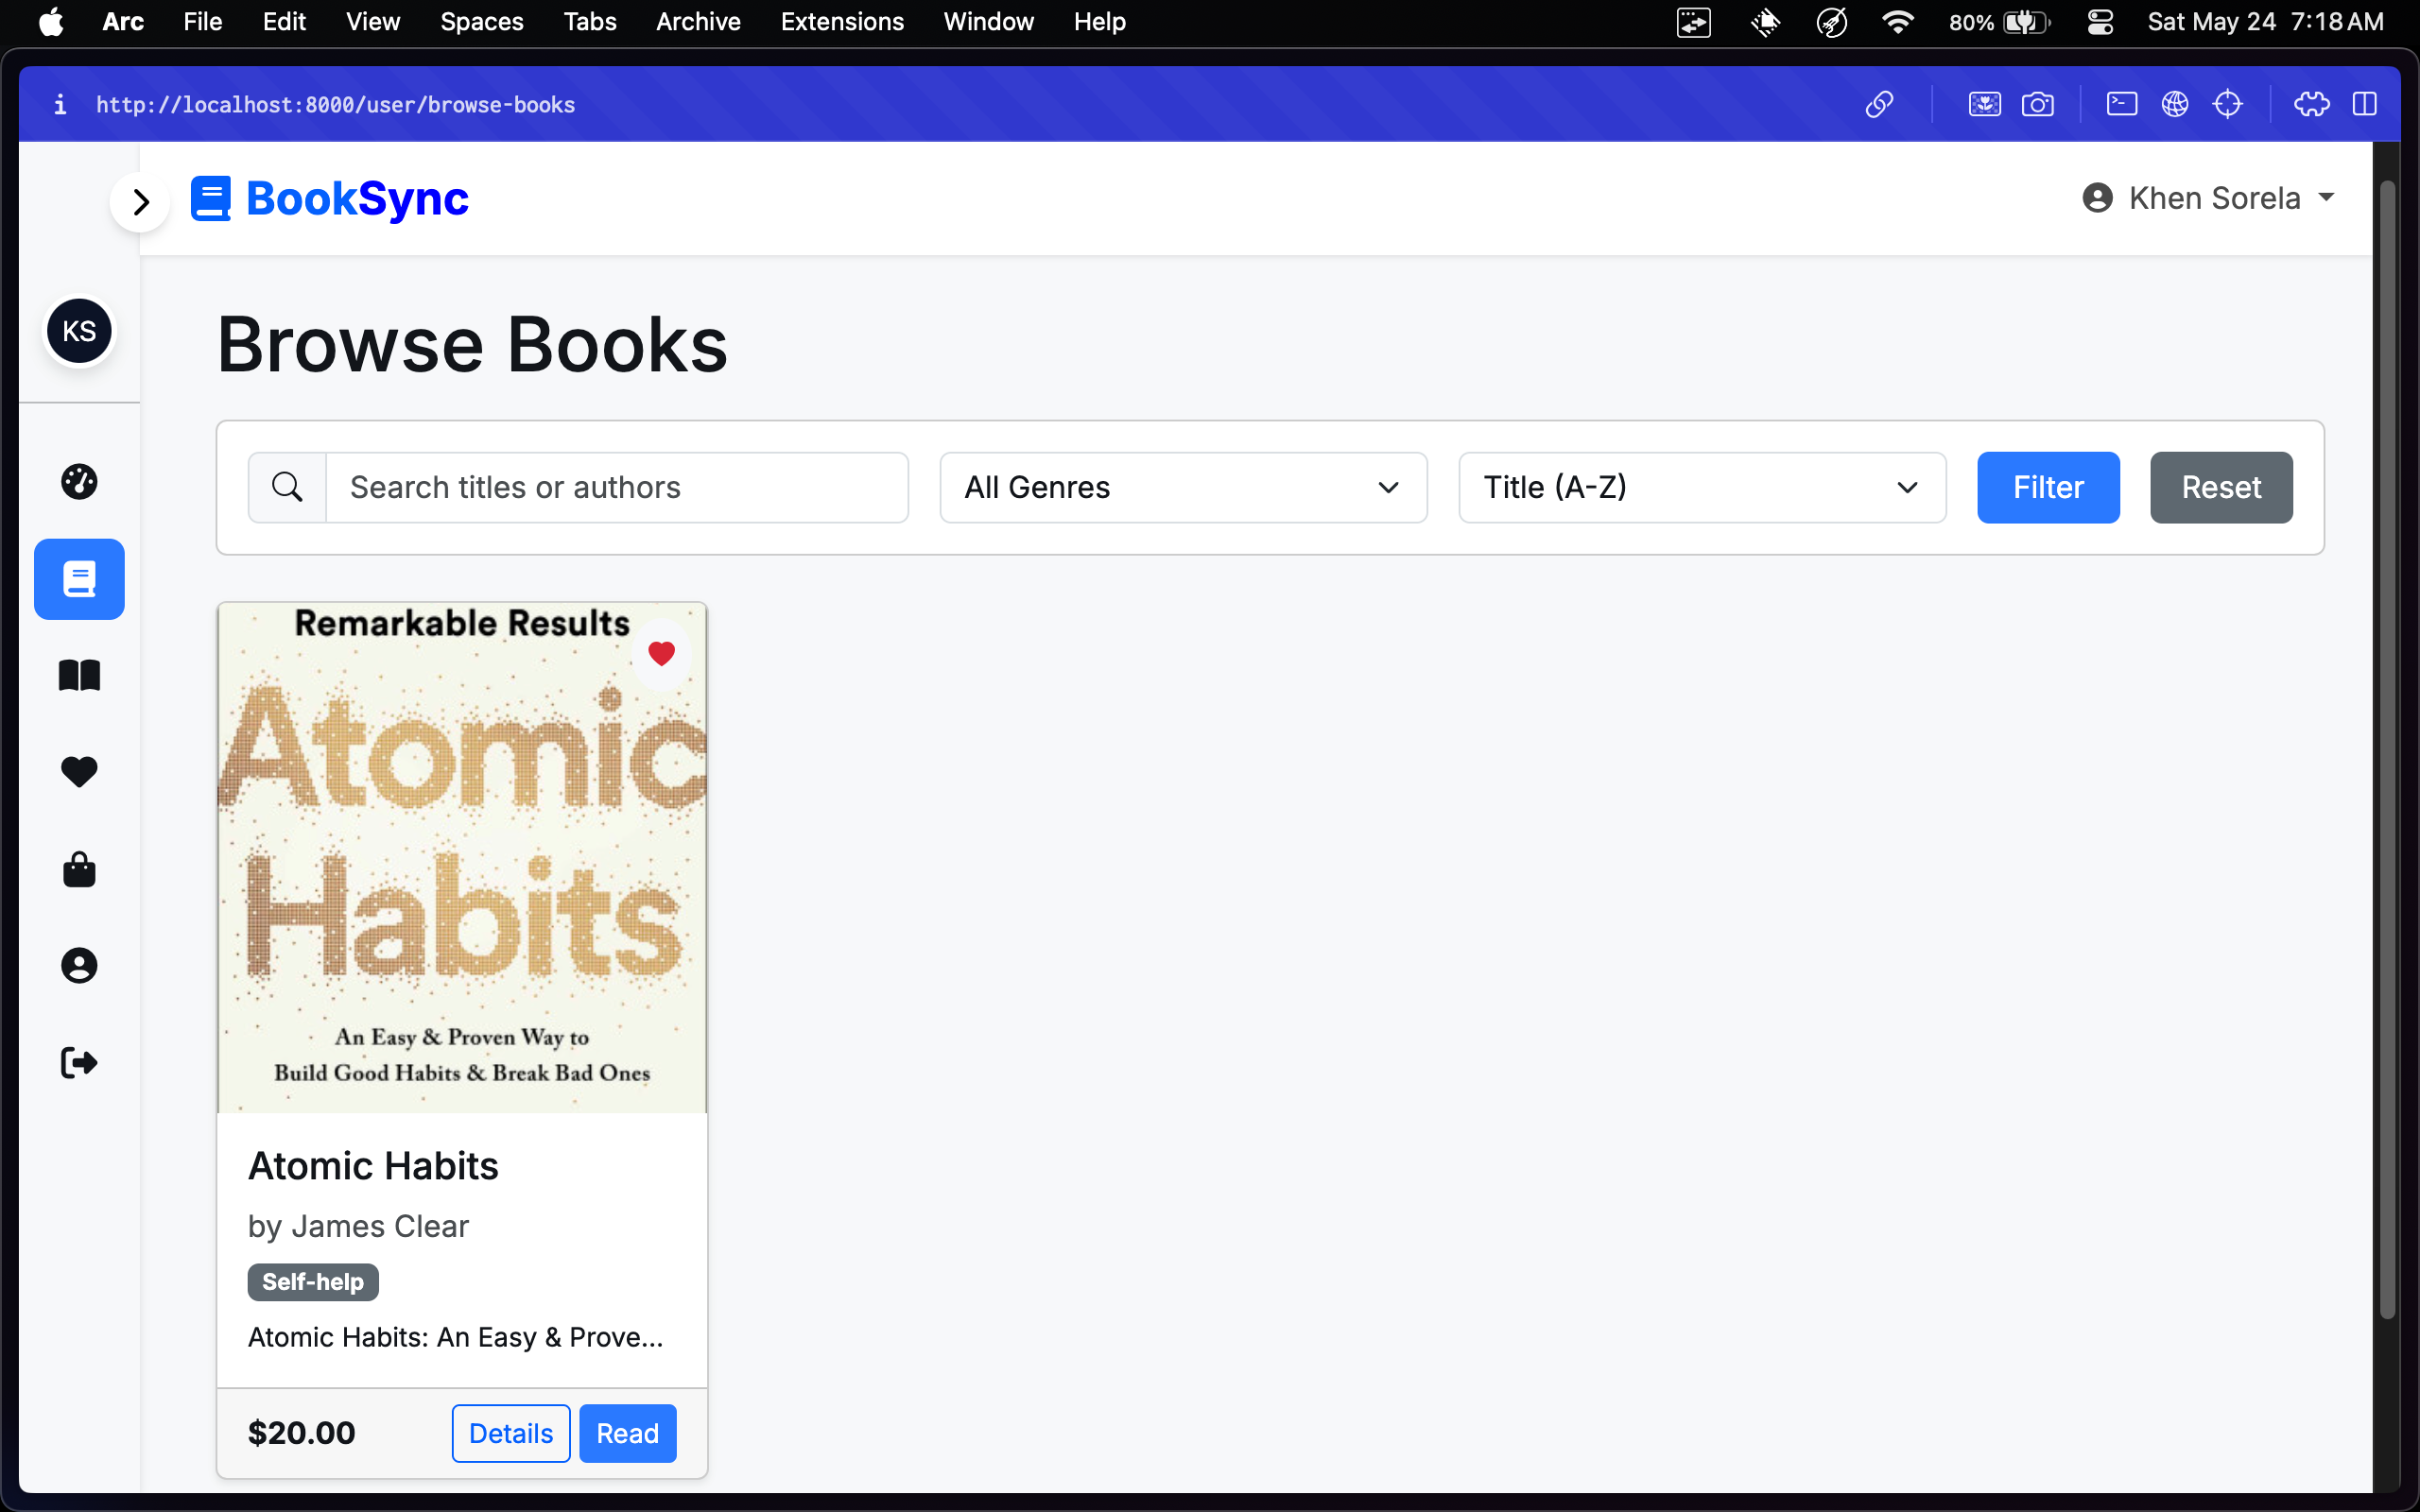 Arc File Edit View Spaces Tabs Archive Extensions Window Help 80% Sat May 24 7:18 AM
http://localhost:8000/user/browse-books
BookSync
Khen Sorela
KS
Browse Books
Search titles or authors
All Genres
Title (A-Z)
Filter
Reset
Remarkable Results
Atomic
Habits
An Easy & Proven Way to
Build Good Habits & Break Bad Ones
Atomic Habits
by James Clear
Self-help
Atomic Habits: An Easy & Prove...
$20.00
Details
Read